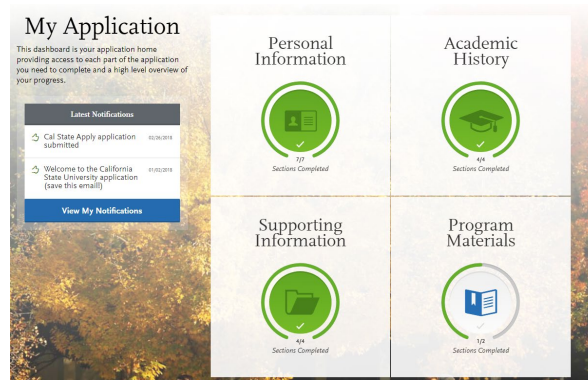 My Application
This dashboard is your application home
providing access to each part of the application
you need to complete and a high level overview of
your progress.
Latest Notifications
Cal State Apply application
submitted
02/26/2018
Welcome to the California
State University application
(save this email!)
01/02/2018
View My Notifications
Personal
Information
7/7
Sections Completed
Academic
History
4/4
Sections Completed
Supporting
Information
4/4
Sections Completed
Program
Materials
1/2
Sections Completed